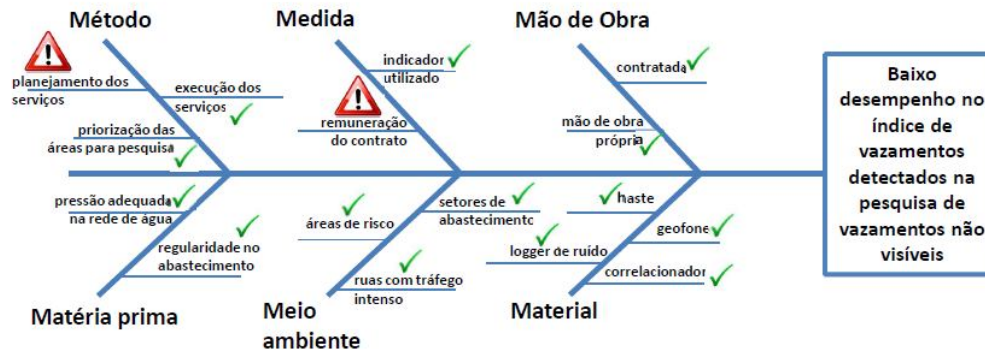 Método
planejamento dos
serviços
execução dos
serviços
priorização das
áreas para pesquisa
Medida
indicador
utilizado
remuneração
do contrato
Mão de Obra
contratada
mão de obra
própria
Matéria prima
pressão adequada
na rede de água
regularidade no
abastecimento
Meio
ambiente
áreas de risco
setores de
abastecimento
ruas com tráfego
intenso
Material
haste
geofone
logger de ruído
correlacionador
Baixo
desempenho no
índice de
vazamentos
detectados na
pesquisa de
vazamentos não
visíveis